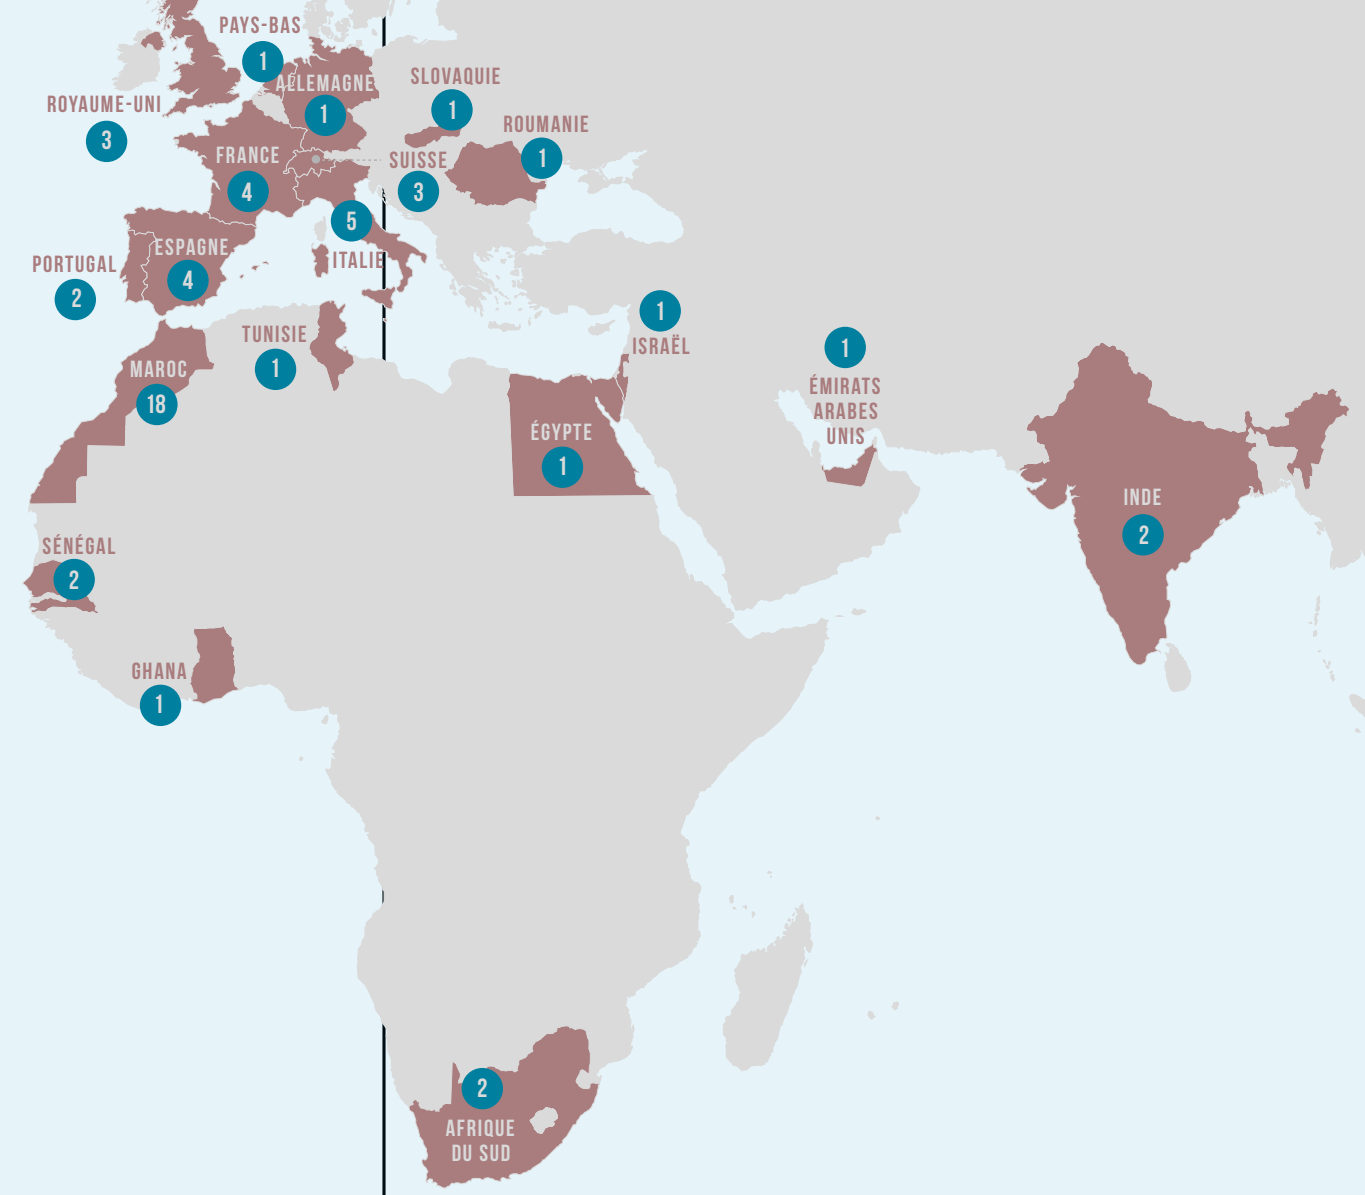 PAYS-BAS
1
ALLEMAGNE
1
SLOVAQUIE
1
ROYAUME-UNI
3
ROUMANIE
1
FRANCE
4
SUISSE
3
5
ITALIE
ESPAGNE
4
PORTUGAL
2
1
ISRAËL
TUNISIE
1
1
ÉMIRATS
ARABES
UNIS
MAROC
18
ÉGYPTE
1
INDE
2
SÉNÉGAL
2
GHANA
1
2
AFRIQUE
DU SUD